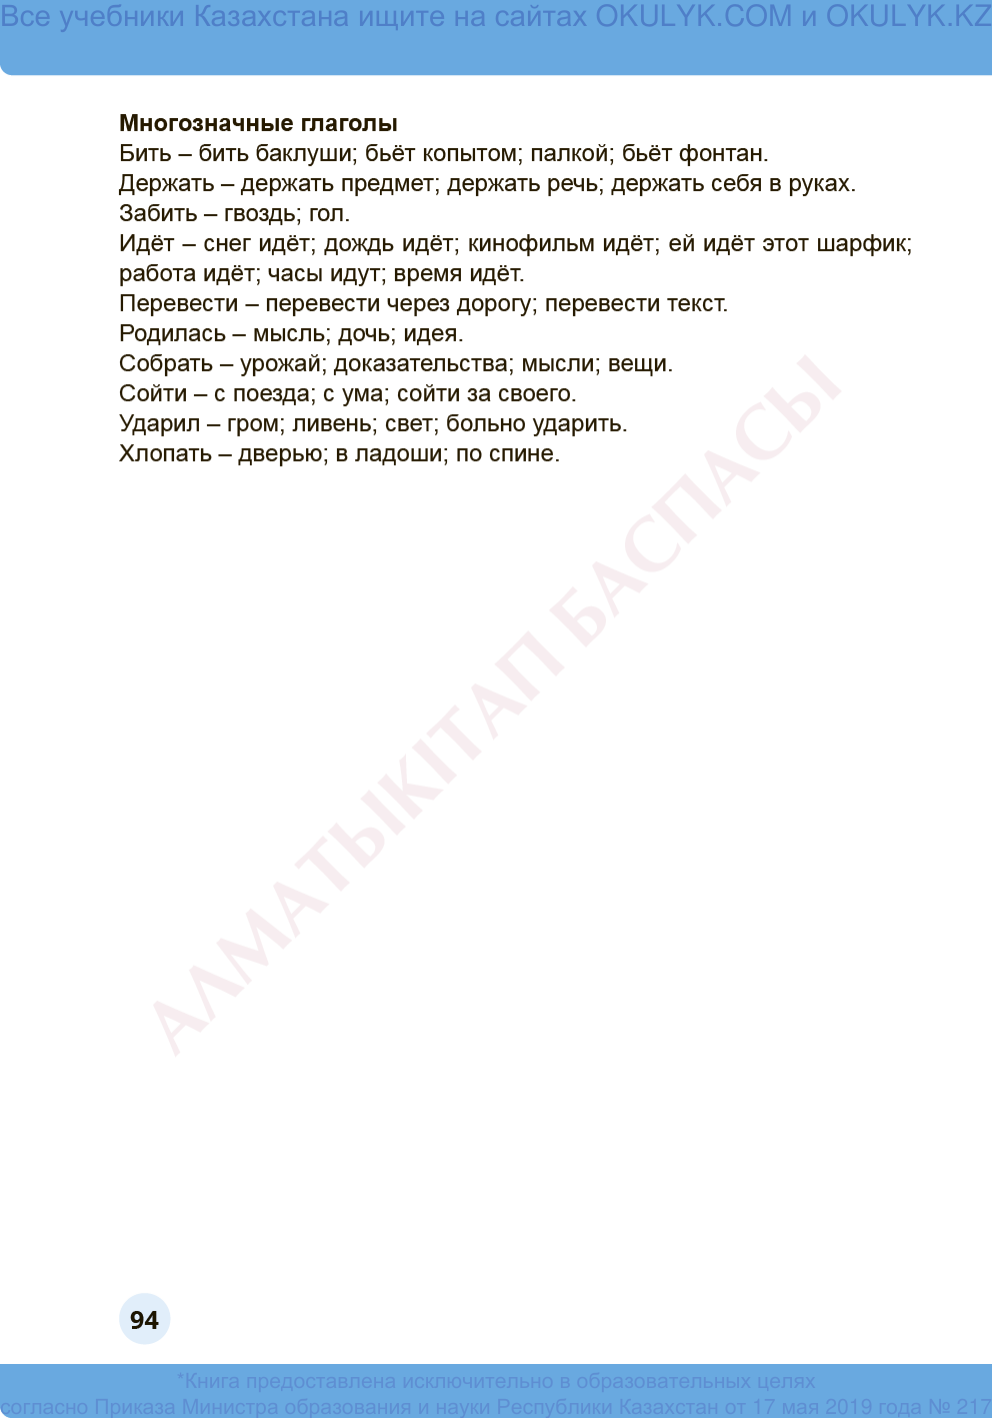 Все учебники Казахстана ищите на сайтах OKULYK.COM и OKULYK.KZ
Многозначные глаголы
Бить – бить баклуши; бьёт копытом; палкой; бьёт фонтан.
Держать – держать предмет; держать речь; держать себя в руках.
Забить – гвоздь; гол.
Идёт – снег идёт; дождь идёт; кинофильм идёт; ей идёт этот шарфик;
работа идёт; часы идут; время идёт.
Перевести – перевести через дорогу; перевести текст.
Родилась – мысль; дочь; идея.
Собрать – урожай; доказательства; мысли; вещи.
Сойти – с поезда; с ума; сойти за своего.
Ударил – гром; ливень; свет; больно ударить.
Хлопать – дверью; в ладоши; по спине.
АЛМАТЫКІТАП БАСПАСЫ
94
*Книга предоставлена исключительно в образовательных целях
согласно Приказа Министра образования и науки Республики Казахстан от 17 мая 2019 года № 217